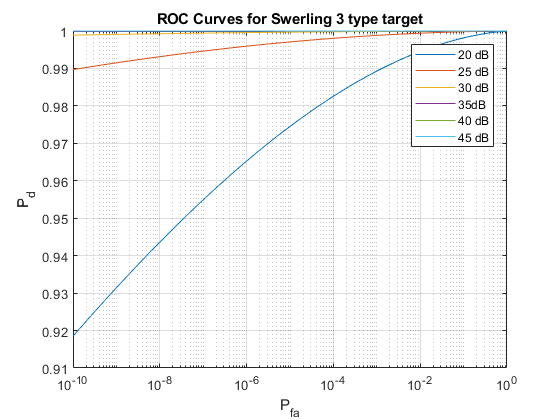 ROC Curves for Swerling 3 type target
1
0.99
0.98
0.97
0.96
0.95
0.94
0.93
0.92
0.91
P_d
20 dB
25 dB
30 dB
35dB
40 dB
45 dB
10^-10 10^-8 10^-6 10^-4 10^-2 10^0
P_fa